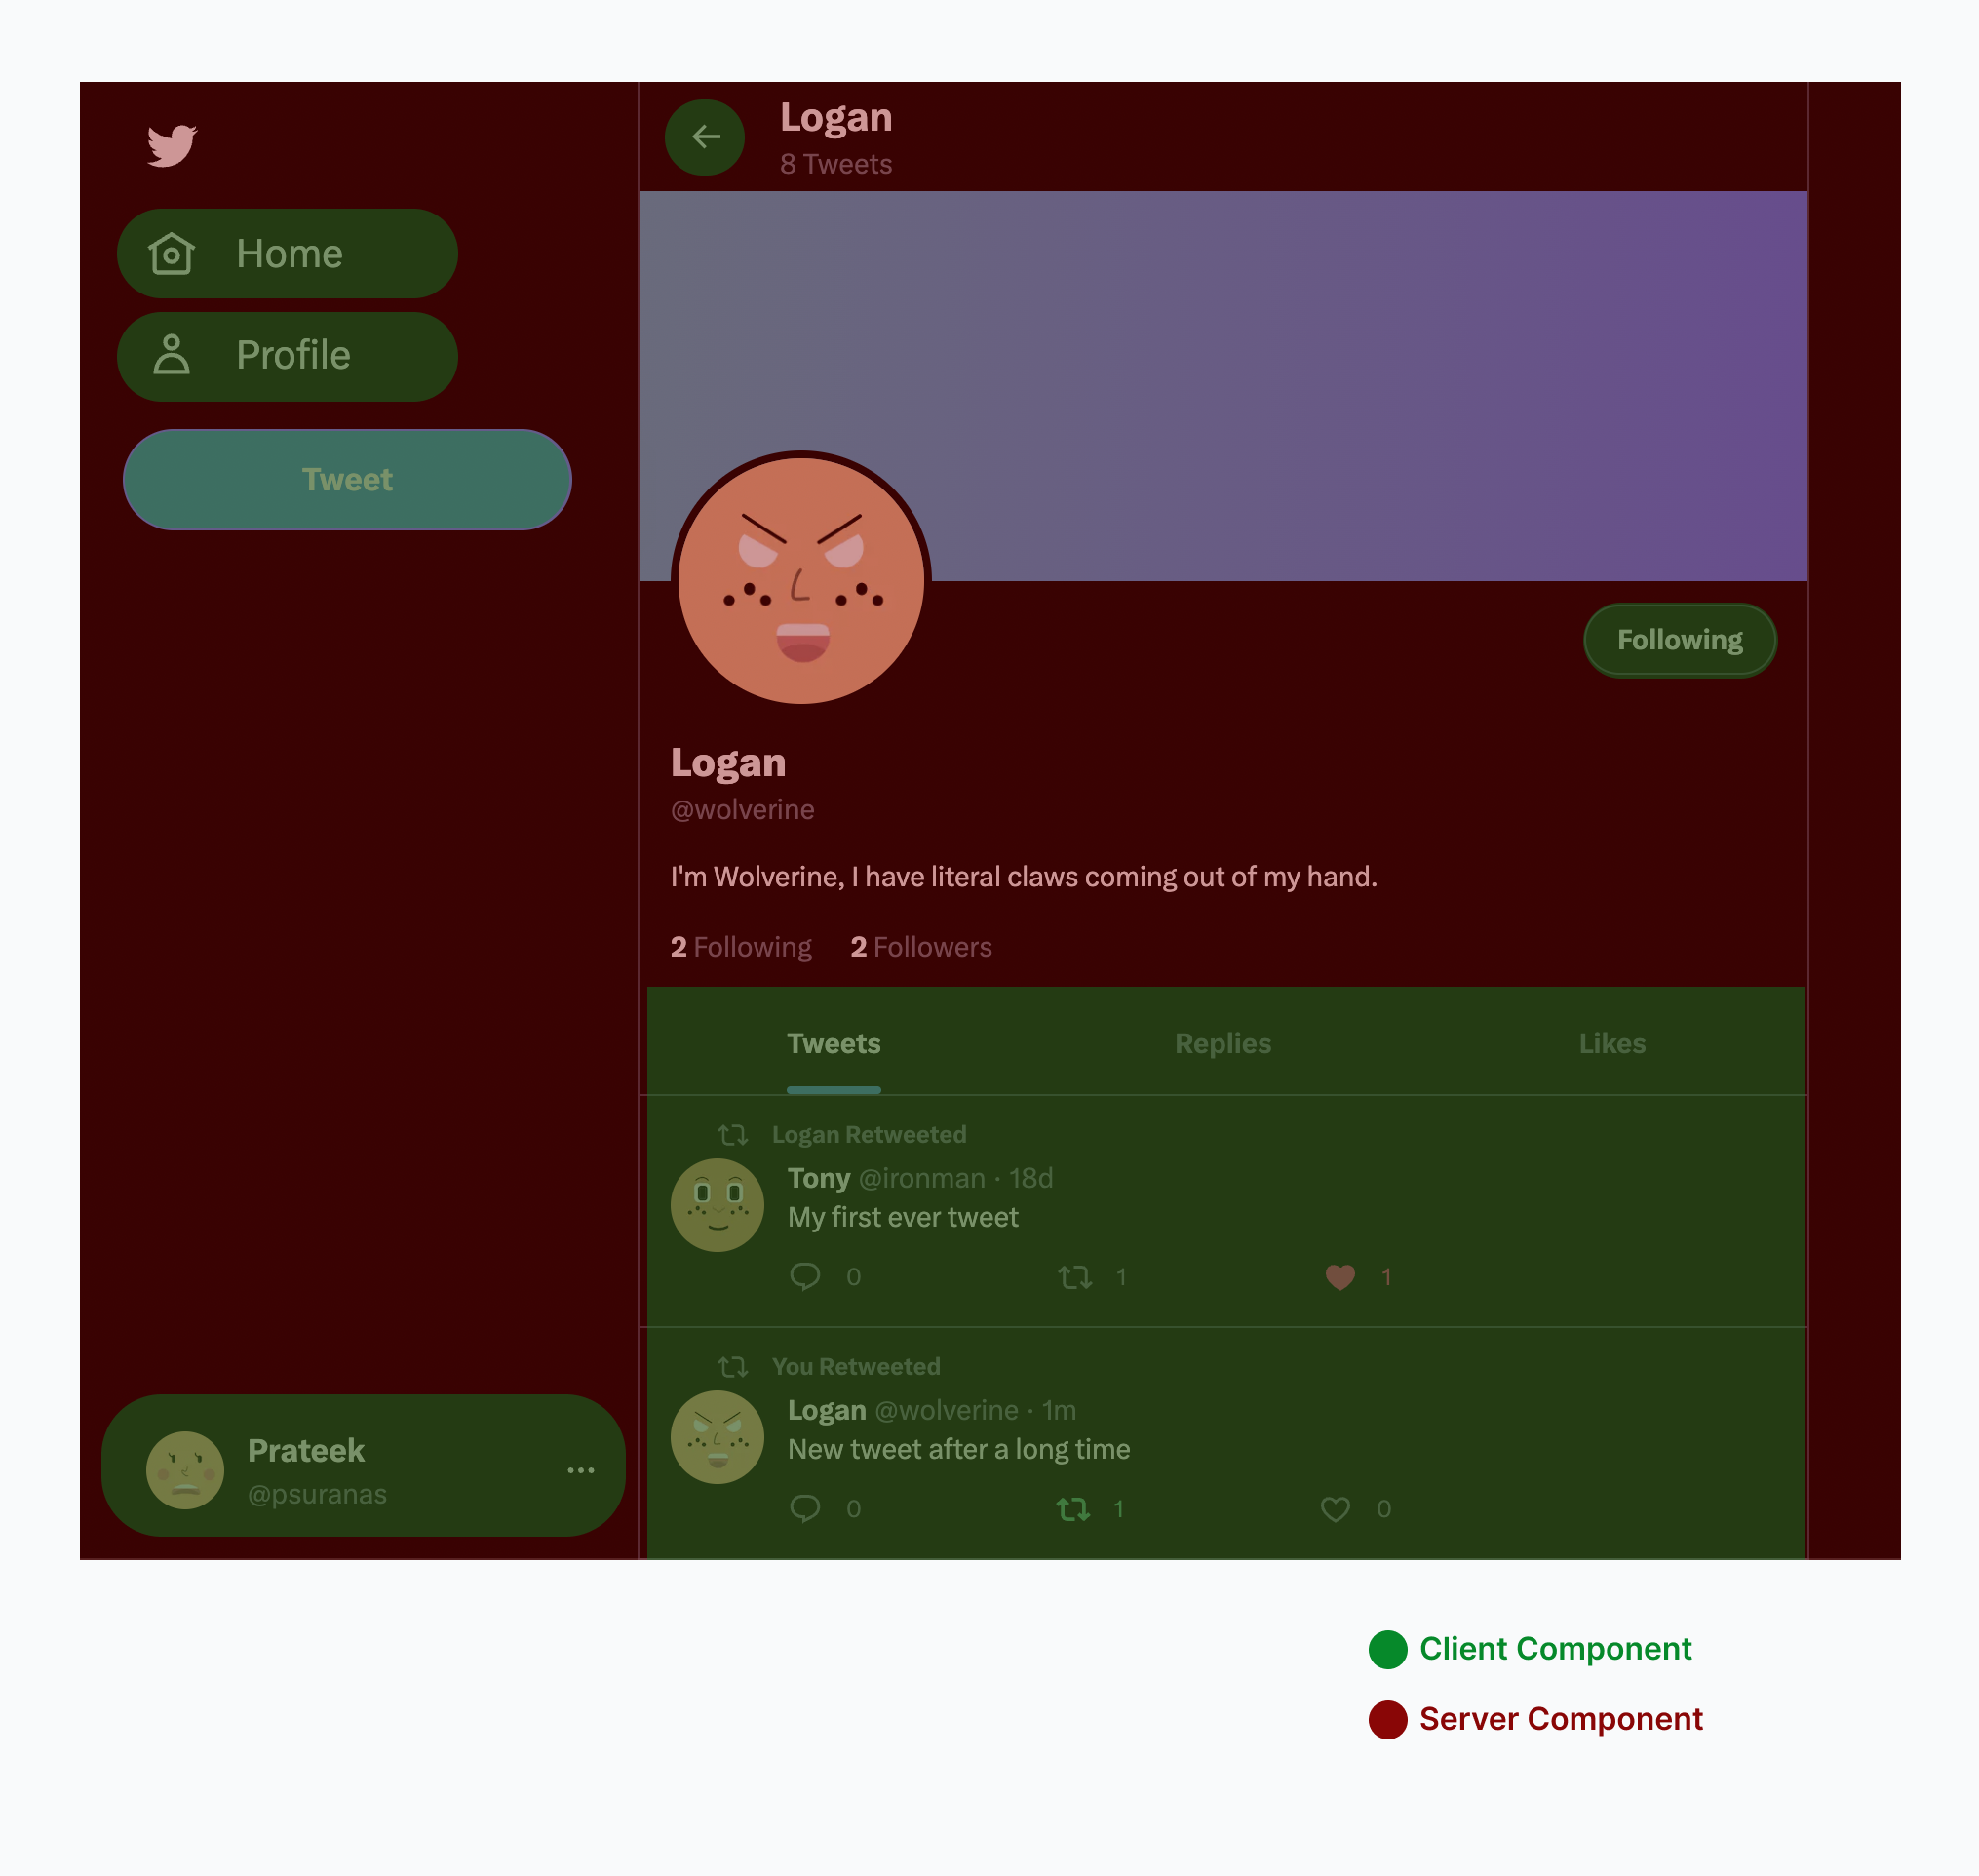 Home
Profile
Tweet
Prateek
@psuranas
Logan
8 Tweets
Following
Logan
@wolverine
I'm Wolverine, I have literal claws coming out of my hand.
2 Following 2 Followers
Tweets Replies Likes
Logan Retweeted
Tony @ironman · 18d
My first ever tweet
0 1 1
You Retweeted
Logan @wolverine · 1m
New tweet after a long time
0 1 0
Client Component
Server Component